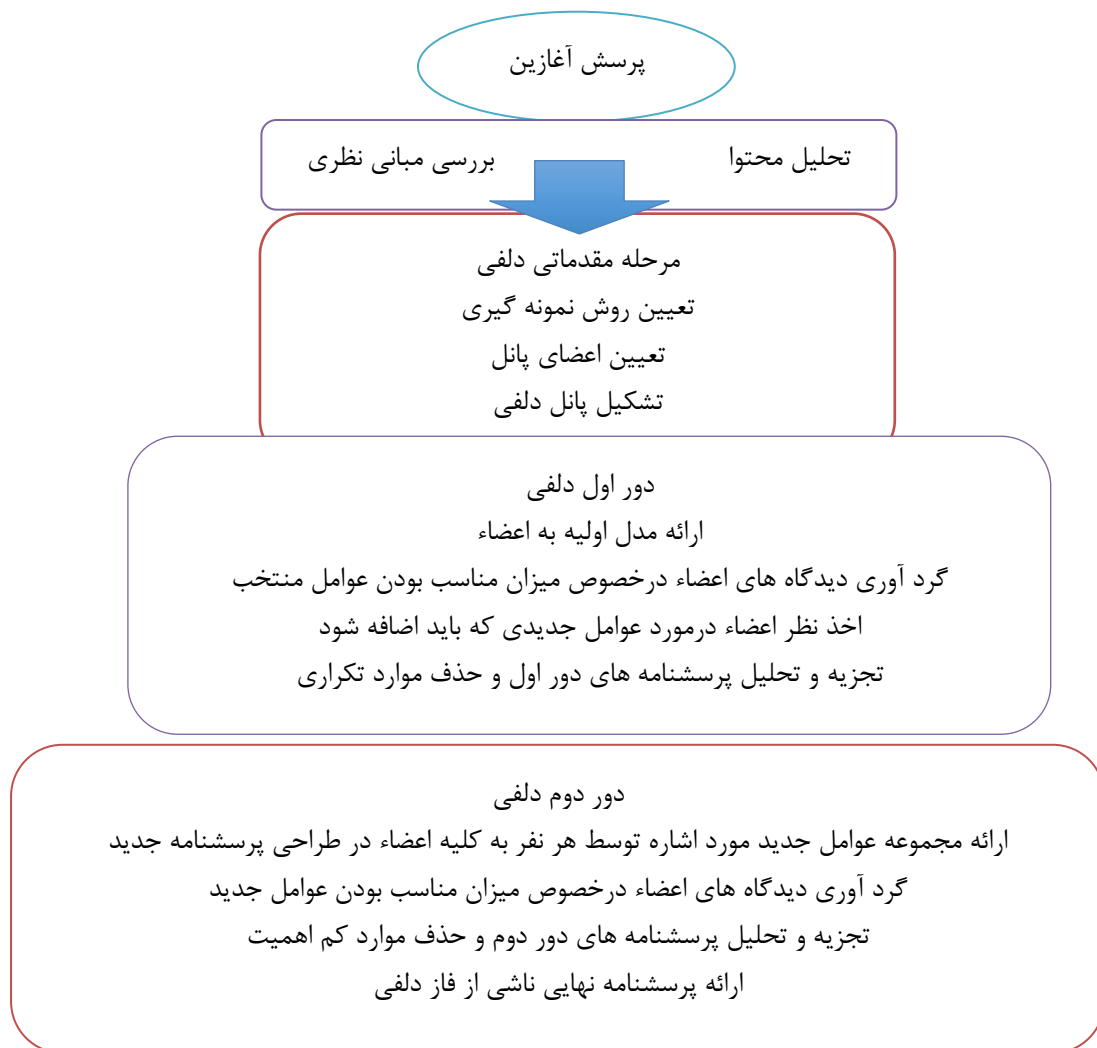 پرسش آغازین
تحلیل محتوا بررسی مبانی نظری
مرحله مقدماتی دلفی
تعیین روش نمونه گیری
تعیین اعضای پانل
تشکیل پانل دلفی
دور اول دلفی
ارائه مدل اولیه به اعضاء
گرد آوری دیدگاه های اعضاء درخصوص میزان مناسب بودن عوامل منتخب
اخذ نظر اعضاء درمورد عوامل جدیدی که باید اضافه شود
تجزیه و تحلیل پرسشنامه های دور اول و حذف موارد تکراری
دور دوم دلفی
ارائه مجموعه عوامل جدید مورد اشاره توسط هر نفر به کلیه اعضاء در طراحی پرسشنامه جدید
گرد آوری دیدگاه های اعضاء درخصوص میزان مناسب بودن عوامل جدید
تجزیه و تحلیل پرسشنامه های دور دوم و حذف موارد کم اهمیت
ارائه پرسشنامه نهایی ناشی از فاز دلفی